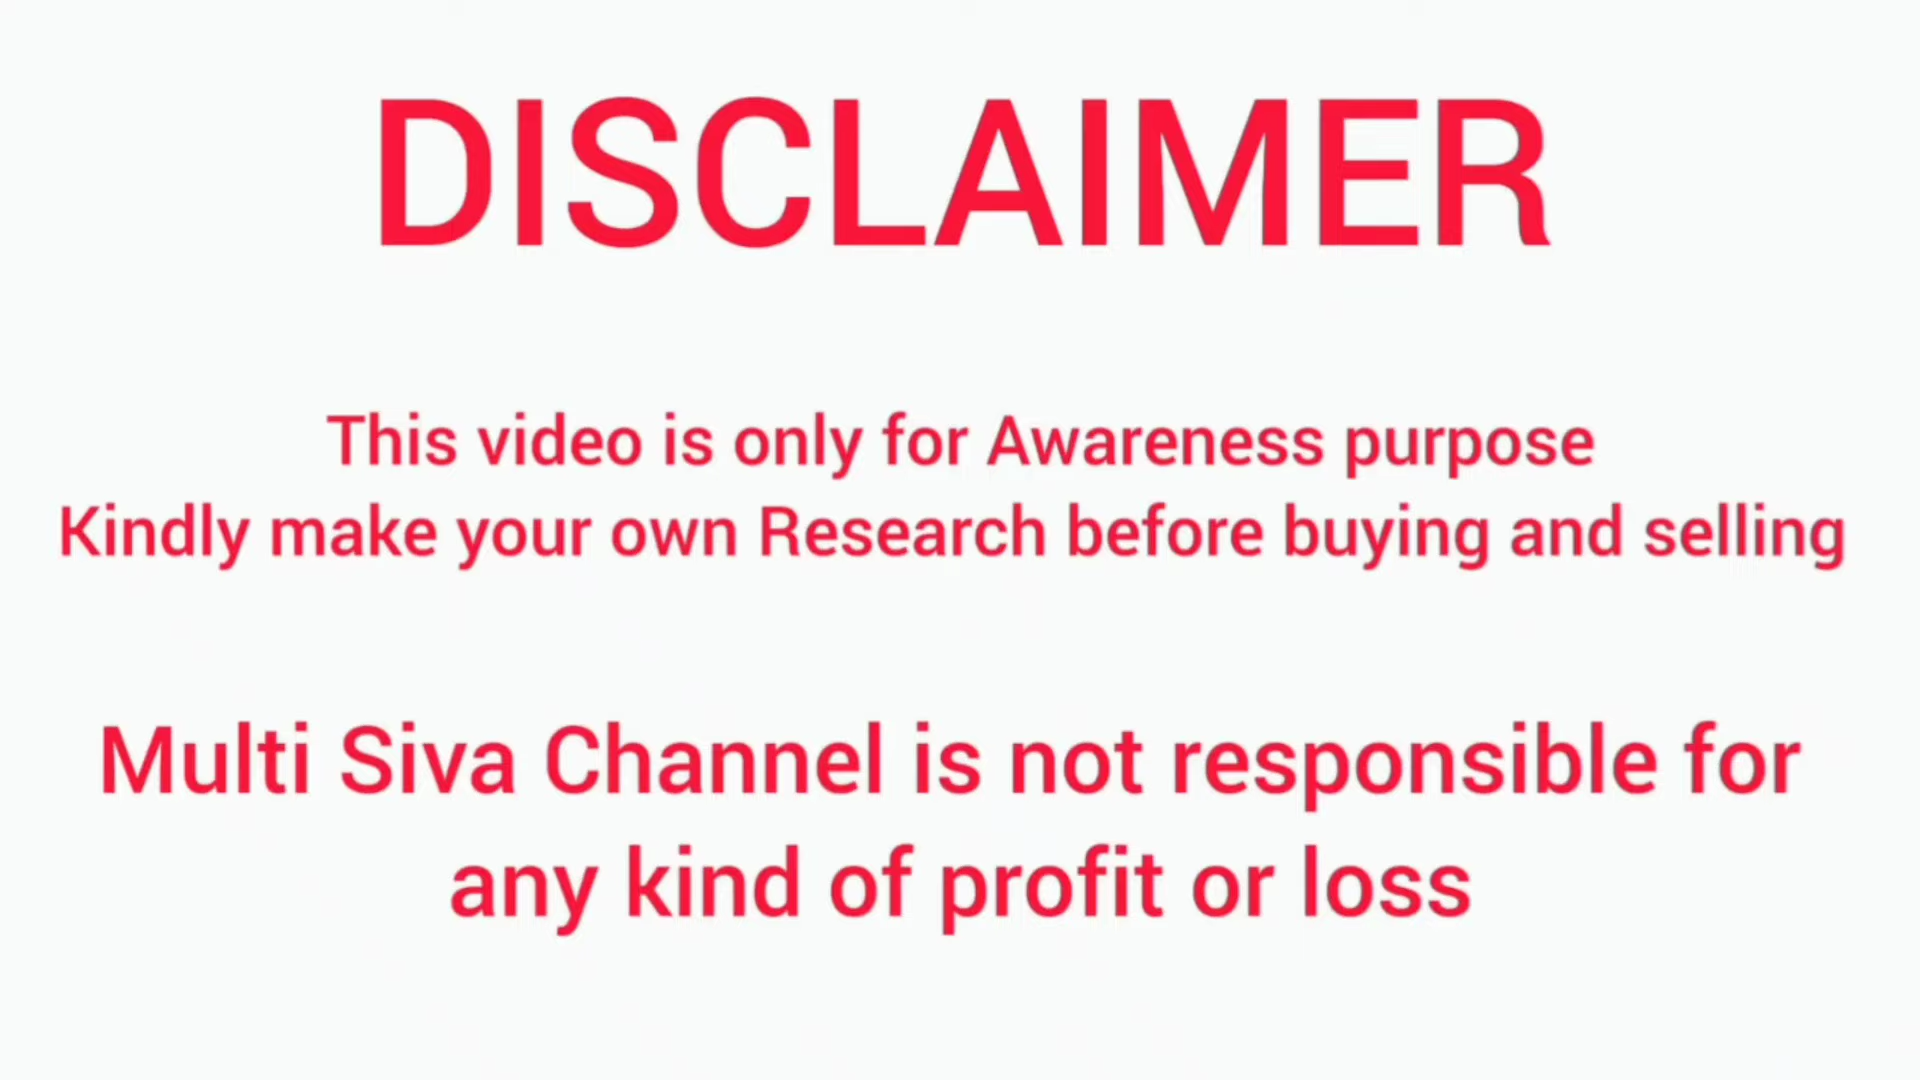 DISCLAIMER
This video is only for Awareness purpose
Kindly make your own Research before buying and selling
Multi Siva Channel is not responsible for
any kind of profit or loss